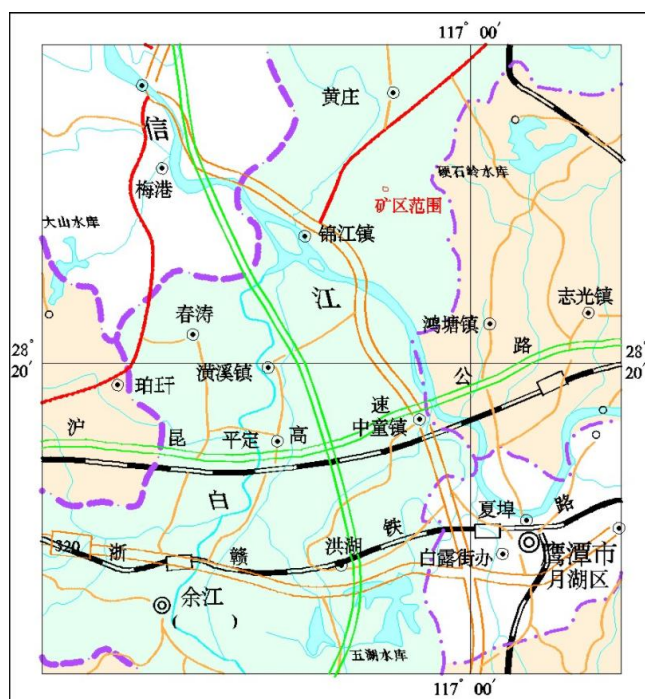 117° 00′
黄庄
信
硬石岭水库
梅港
矿区范围
大山水库
锦江镇
江
志光镇
春涛
鸿塘镇
路
28° 20′
28° 20′
潢溪镇
公
珀玕
速
沪
昆
平定
高
中童镇
白
夏埠
路
铁
320
浙
赣
洪湖
白露街办
鹰潭市
月湖区
余江
( )
五湖水库
117° 00′